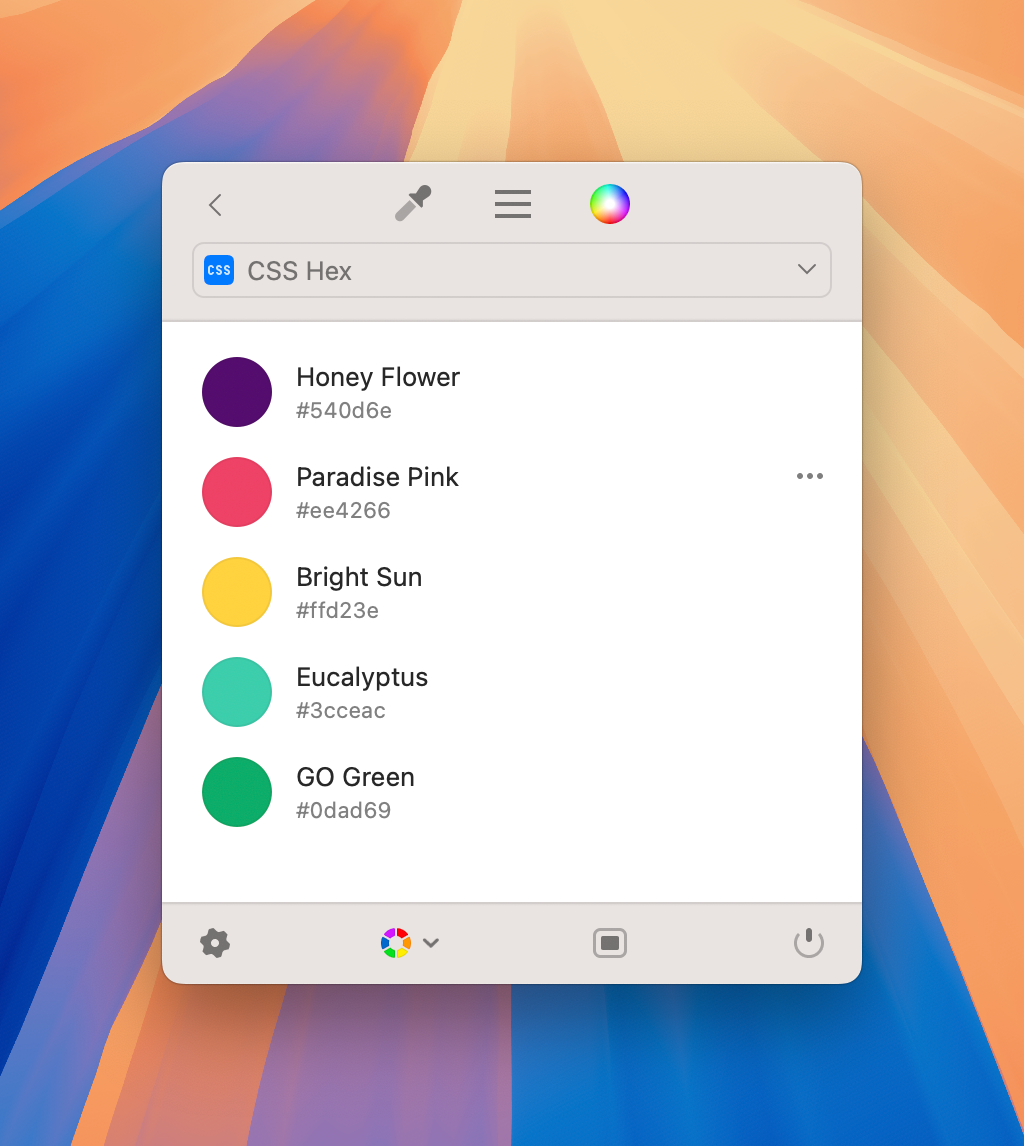 CSS CSS Hex
Honey Flower
#540d6e
Paradise Pink
#ee4266
Bright Sun
#ffd23e
Eucalyptus
#3cceac
GO Green
#0dad69